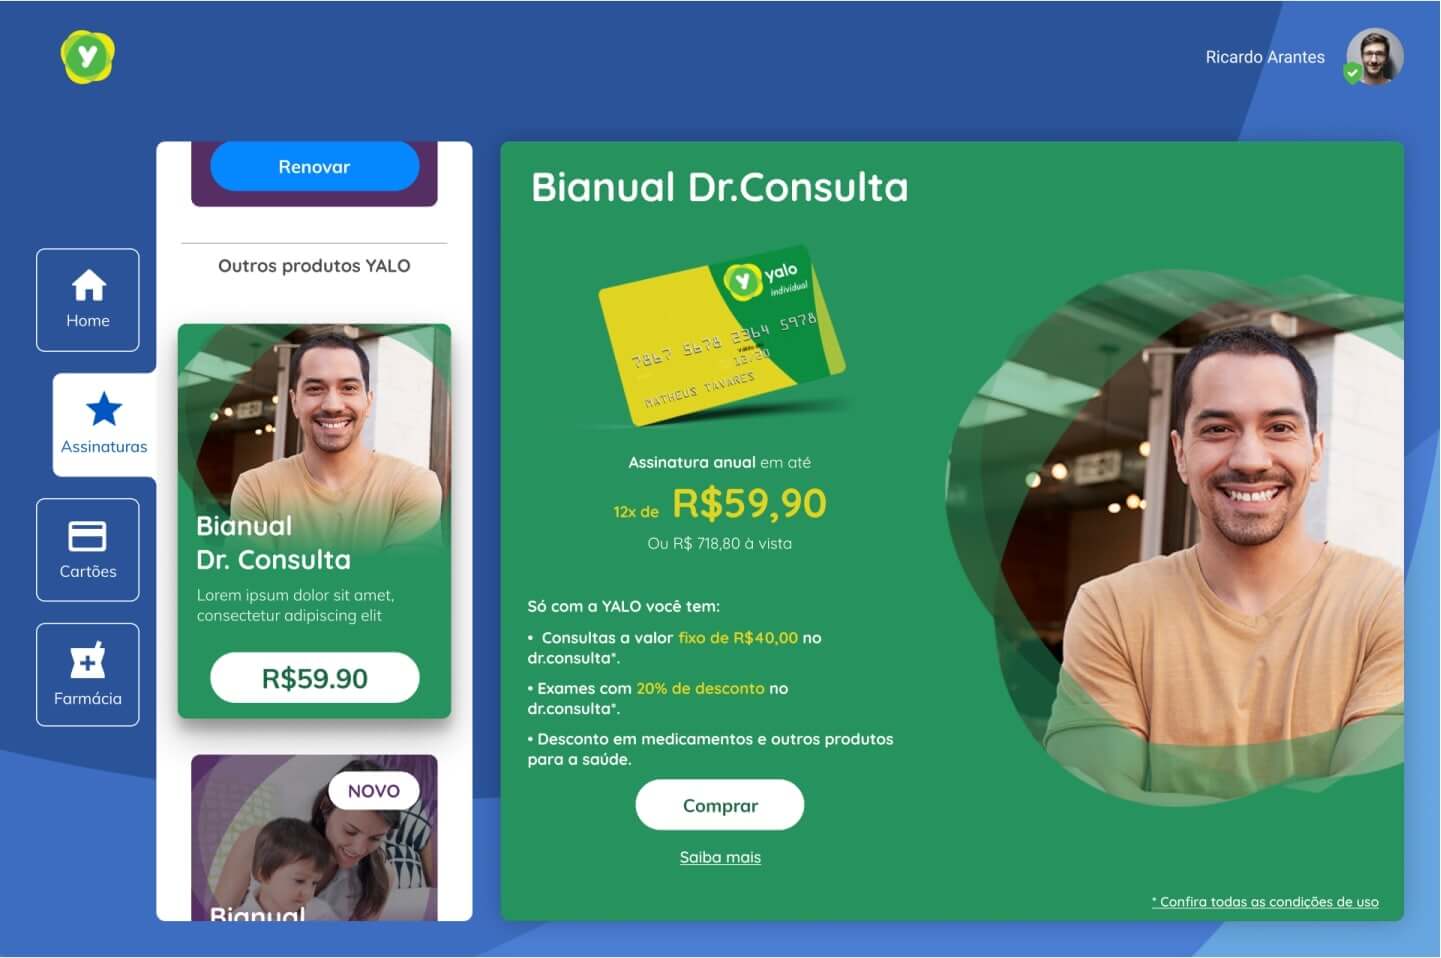 y
Ricardo Arantes
Home
Assinaturas
Cartões
Farmácia
Renovar
Outros produtos YALO
Bianual
Dr. Consulta
Lorem ipsum dolor sit amet,
consectetur adipiscing elit
R$59.90
NOVO
Bianual
Bianual Dr.Consulta
y yalo
individual
7867 5678 2364 5978
12.20
MATHEUS TAVARES
Assinatura anual em até
12x de R$59,90
Ou R$ 718,80 à vista
Só com a YALO você tem:
• Consultas a valor fixo de R$40,00 no
dr.consulta*.
• Exames com 20% de desconto no
dr.consulta*.
• Desconto em medicamentos e outros produtos
para a saúde.
Comprar
Saiba mais
* Confira todas as condições de uso